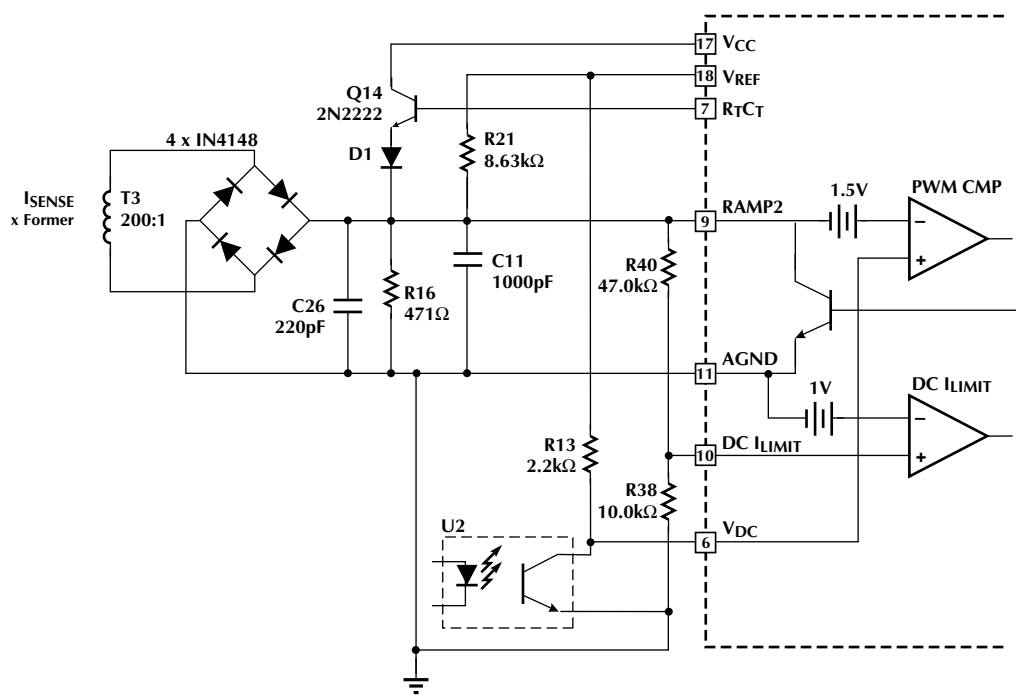 17
VCC
18
VREF
7
RTCT
Q14
2N2222
4 x IN4148
D1
R21
8.63kΩ
ISENSE
x Former
T3
200:1
9
RAMP2
1.5V
PWM CMP
−
+
C11
1000pF
R40
47.0kΩ
C26
220pF
R16
471Ω
11
AGND
1V
DC ILIMIT
−
+
R13
2.2kΩ
10
DC ILIMIT
R38
10.0kΩ
U2
6
VDC